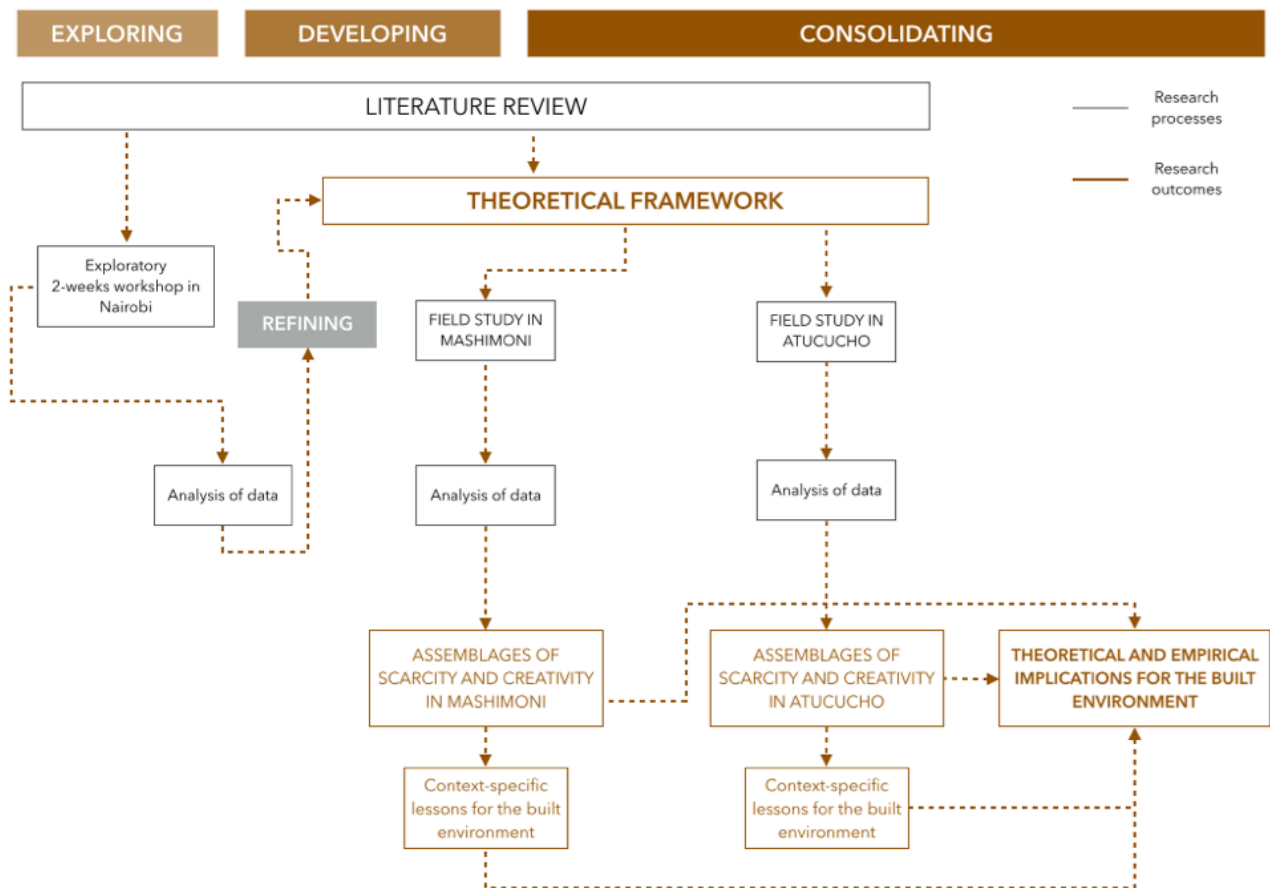 EXPLORING
DEVELOPING
CONSOLIDATING
LITERATURE REVIEW
Research
processes
Research
outcomes
THEORETICAL FRAMEWORK
Exploratory
2-weeks workshop in
Nairobi
REFINING
FIELD STUDY IN
MASHIMONI
FIELD STUDY IN
ATUCUCHO
Analysis of data
Analysis of data
Analysis of data
ASSEMBLAGES OF
SCARCITY AND CREATIVITY
IN MASHIMONI
ASSEMBLAGES OF
SCARCITY AND CREATIVITY
IN ATUCUCHO
THEORETICAL AND EMPIRICAL
IMPLICATIONS FOR THE BUILT
ENVIRONMENT
Context-specific
lessons for the built
environment
Context-specific
lessons for the built
environment